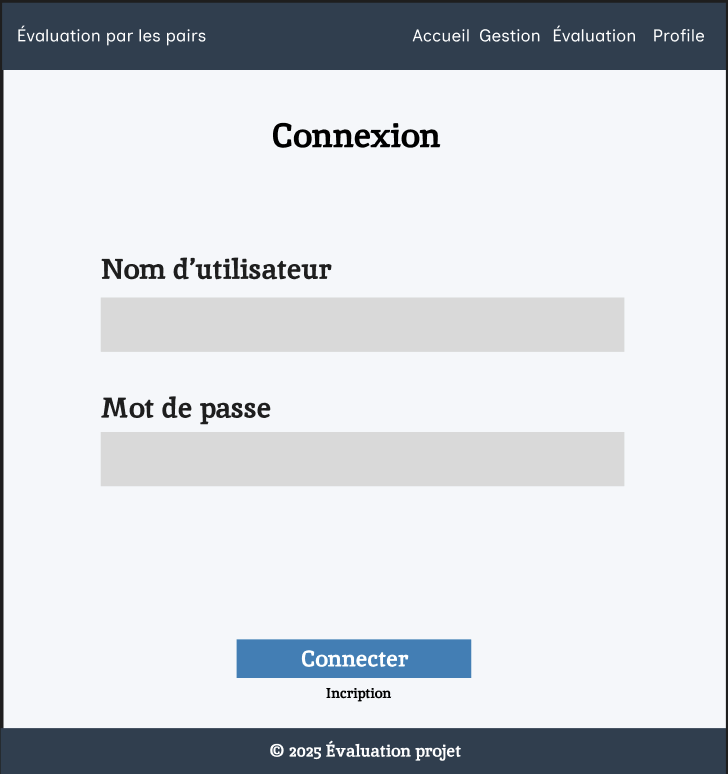 Évaluation par les pairs Accueil Gestion Évaluation Profile
Connexion
Nom d’utilisateur
Mot de passe
Connecter
Incription
© 2025 Évaluation projet